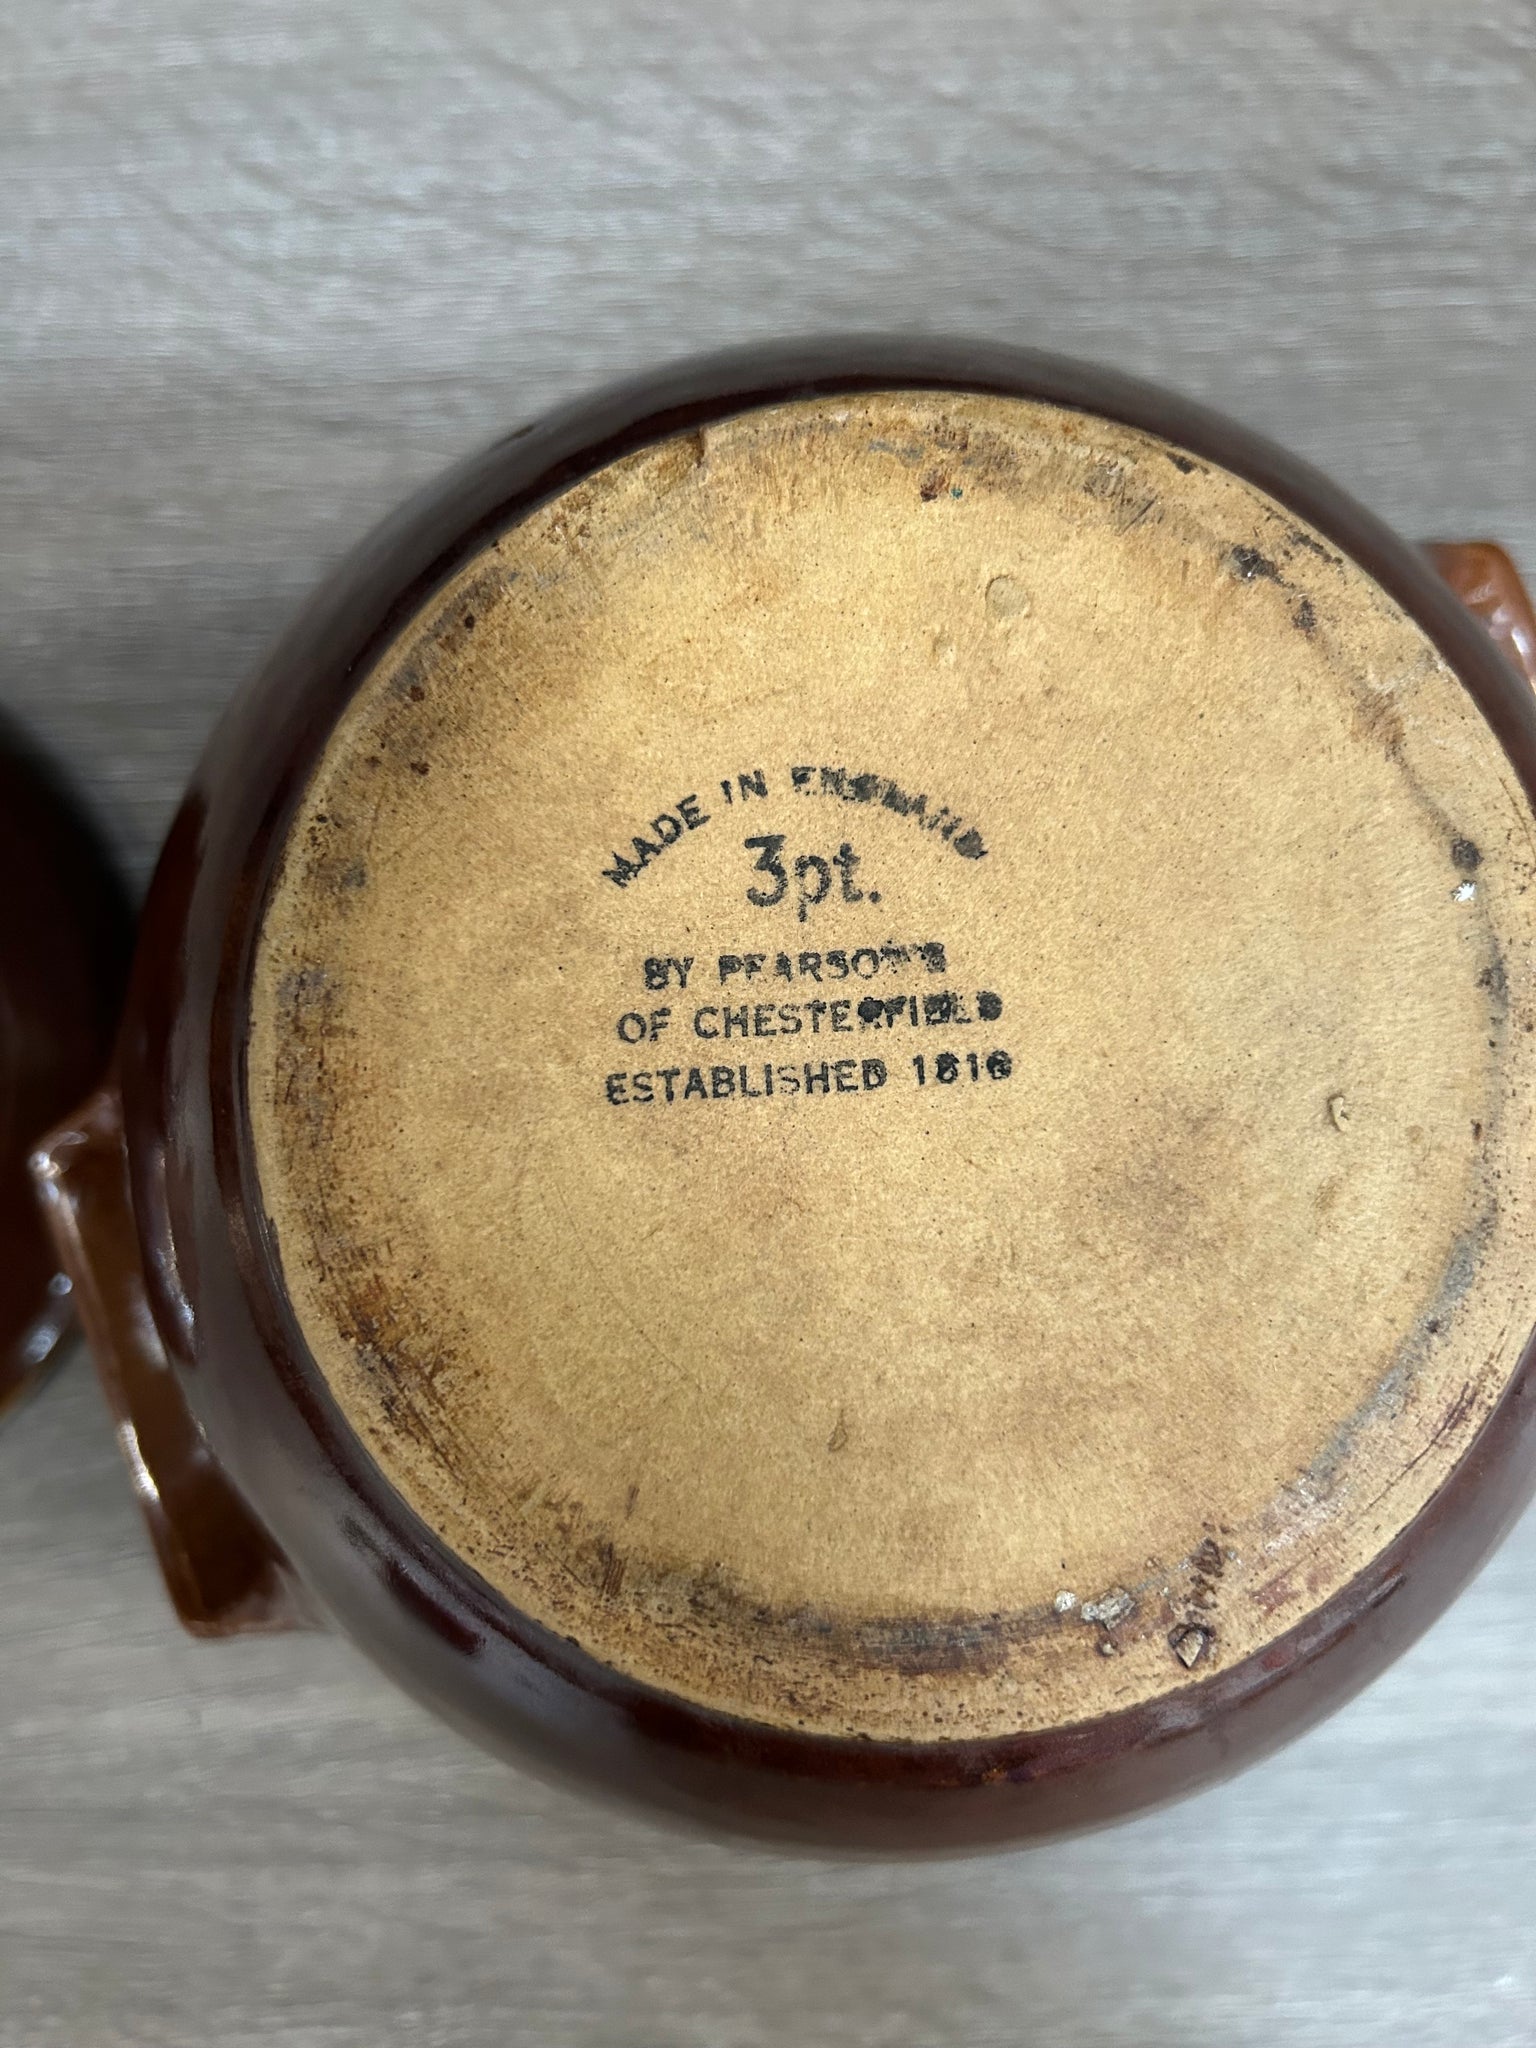 MADE IN ENGLAND
3pt.
BY PEARSON'S
OF CHESTERFIELD
ESTABLISHED 1810